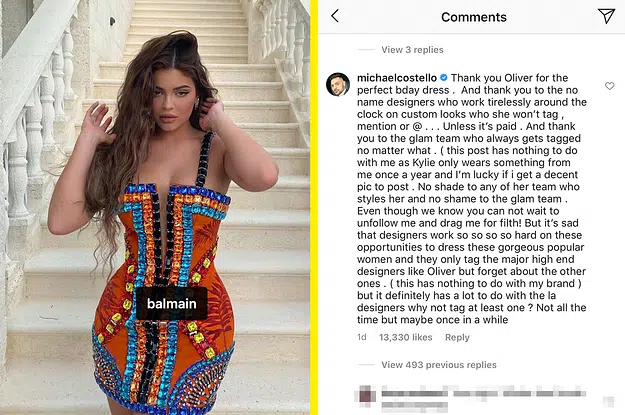 balmain
Comments
View 3 replies
michaelcostello Thank you Oliver for the
perfect bday dress . And thank you to the no
name designers who work tirelessly around the
clock on custom looks who she won't tag ,
mention or @ . . . Unless it's paid . And thank
you to the glam team who always gets tagged
no matter what . ( this post has nothing to do
with me as Kylie only wears something from
me once a year and I'm lucky if i get a decent
pic to post . No shade to any of her team who
styles her and no shame to the glam team .
Even though we know you can not wait to
unfollow me and drag me for filth! But it's sad
that designers work so so so so hard on these
opportunities to dress these gorgeous popular
women and they only tag the major high end
designers like Oliver but forget about the other
ones . ( this has nothing to do with my brand )
but it definitely has a lot to do with the la
designers why not tag at least one ? Not all the
time but maybe once in a while
1d 13,330 likes Reply
View 493 previous replies